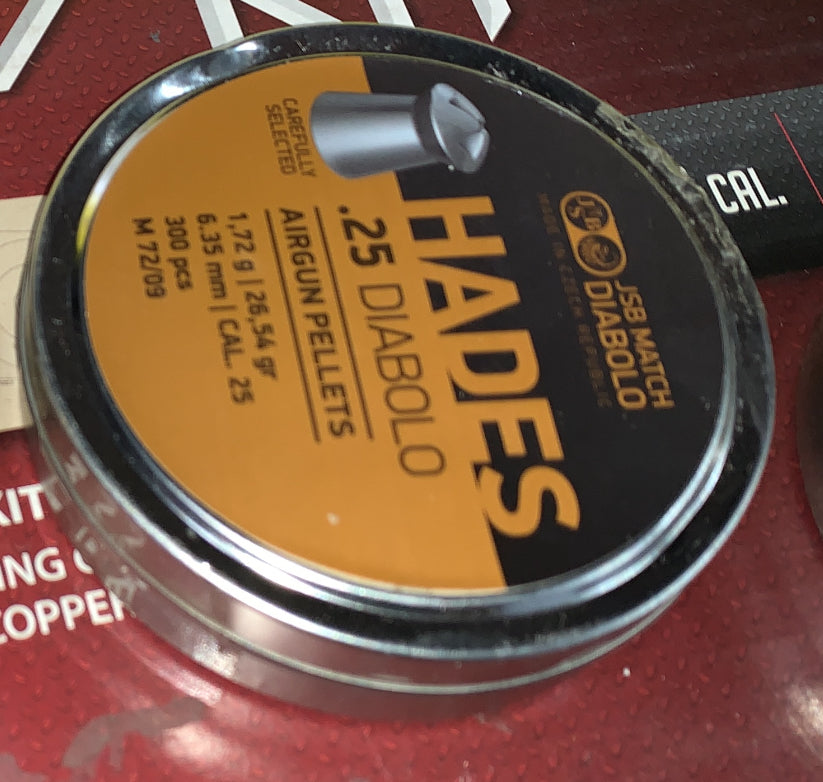 CAREFULLY
SELECTED
JSB
JSB MATCH
DIABOLO
MADE IN CZECH REPUBLIC
HADES
.25 DIABOLO
AIRGUN PELLETS
1,72 g | 26,54 gr
6.35 mm | CAL. 25
300 pcs
M 72/09
CAL.
KIT
ING
COPPER